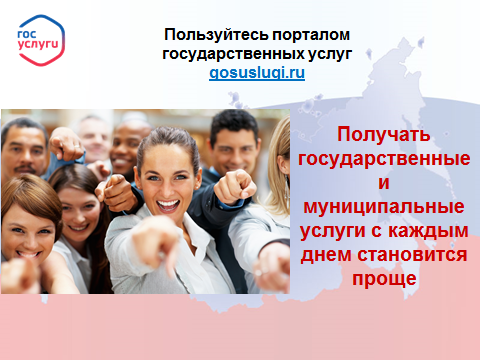 гос
услуги
Пользуйтесь порталом
государственных услуг
gosuslugi.ru
Получать
государственные
и
муниципальные
услуги с каждым
днем становится
проще